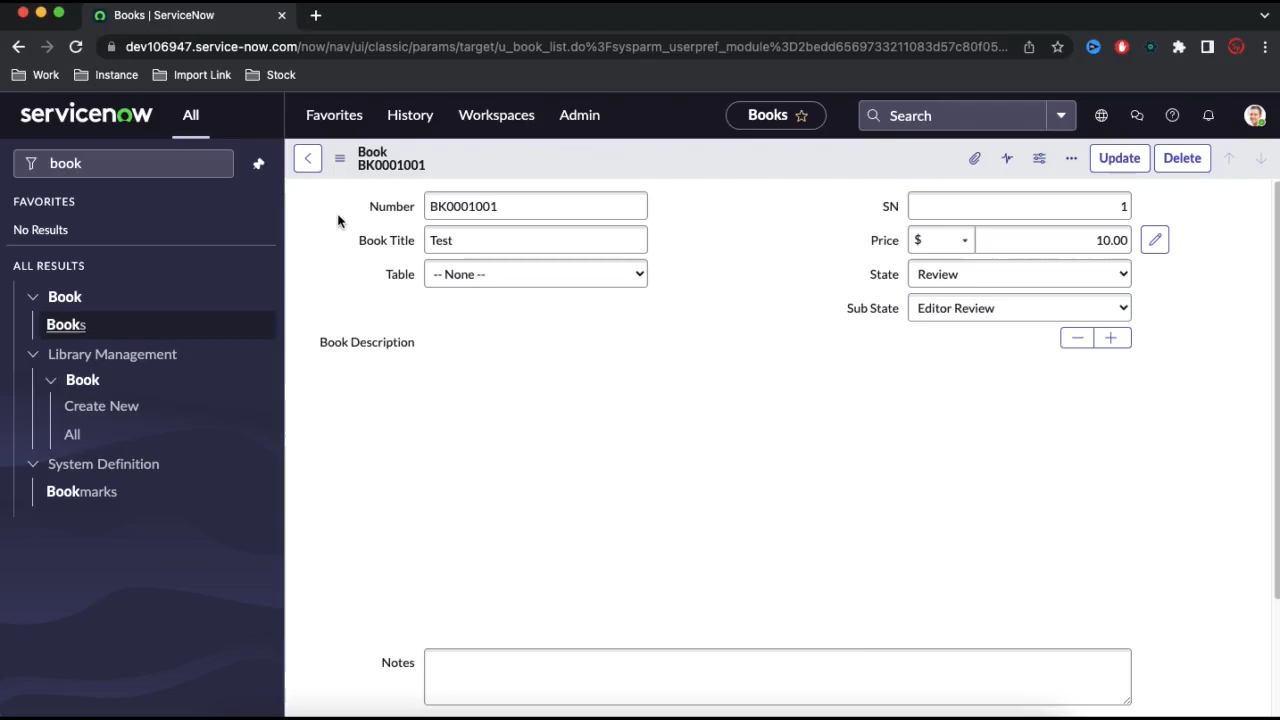 Books | ServiceNow
dev106947.service-now.com/now/nav/ui/classic/params/target/u_book_list.do%3Fsysparm_userpref_module%3D2bedd6569733211083d57c80f05...
Work Instance Import Link Stock
servicenow All Favorites History Workspaces Admin Books Search
book
Book
BK0001001
Update Delete
FAVORITES
No Results
ALL RESULTS
Book
Books
Library Management
Book
Create New
All
System Definition
Bookmarks
Number BK0001001
Book Title Test
Table -- None --
SN 1
Price $ 10.00
State Review
Sub State Editor Review
Book Description
Notes